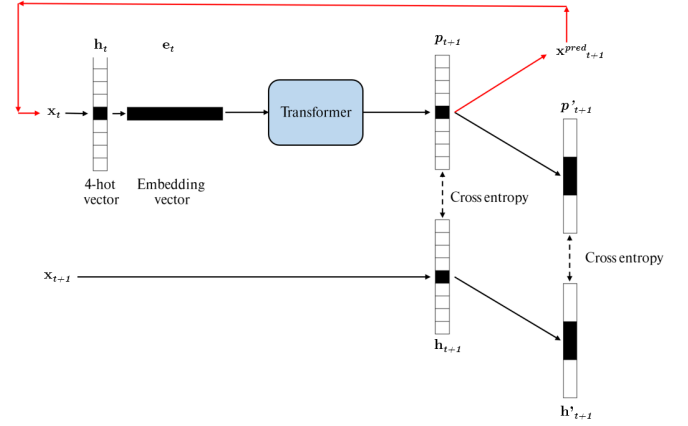 h_t
e_t
p_{t+1}
x^{pred}_{t+1}
x_t
Transformer
p'_{t+1}
4-hot
vector
Embedding
vector
Cross entropy
Cross entropy
x_{t+1}
h_{t+1}
h'_{t+1}